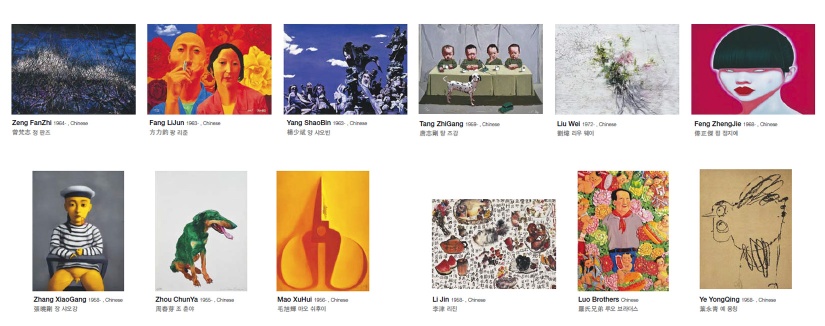 Zeng FanZhi 1964- , Chinese
曾梵志 정 판즈
Fang LiJun 1963- , Chinese
方力鈞 팡 리준
Yang ShaoBin 1963- , Chinese
楊少斌 양 샤오빈
Tang ZhiGang 1959- , Chinese
唐志剛 탕 즈강
Liu Wei 1972- , Chinese
劉煒 리우 웨이
Feng ZhengJie 1968- , Chinese
俸正傑 펑 정지에
Zhang XiaoGang 1958- , Chinese
張曉剛 장 샤오강
Zhou ChunYa 1955- , Chinese
周春芽 조 춘야
Mao XuHui 1956- , Chinese
毛旭輝 마오 쉬후이
Li Jin 1958- , Chinese
李津 리진
Luo Brothers Chinese
羅氏兄弟 루오 브라더스
Ye YongQing 1958- , Chinese
葉永青 예 용칭